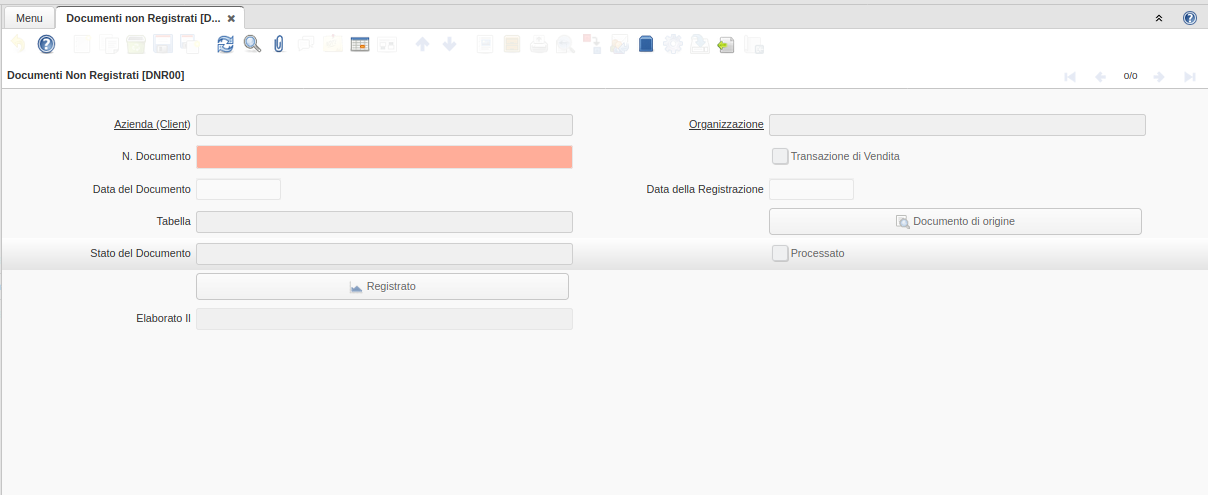 Menu
Documenti non Registrati [D...
Documenti Non Registrati [DNR00]
0/0
Azienda (Client)
Organizzazione
N. Documento
Transazione di Vendita
Data del Documento
Data della Registrazione
Tabella
Documento di origine
Stato del Documento
Processato
Registrato
Elaborato Il